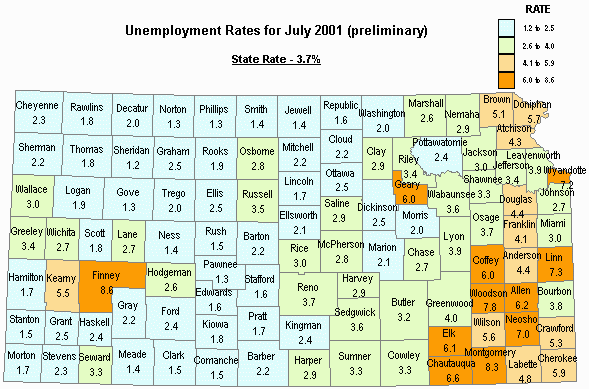 RATE
Unemployment Rates for July 2001 (preliminary)
1.2 to 2.5
2.6 to 4.0
State Rate - 3.7%
4.1 to 5.9
6.0 to 8.6
Cheyenne 2.3
Rawlins 1.8
Decatur 2.0
Norton 1.3
Phillips 1.3
Smith 1.4
Jewell 1.4
Republic 1.6
Washington 2.0
Marshall 2.6
Nemaha 2.9
Brown 5.1
Doniphan 5.7
Atchison 4.3
Sherman 2.2
Thomas 1.8
Sheridan 1.2
Graham 2.5
Rooks 1.9
Osborne 2.8
Mitchell 2.2
Cloud 2.2
Clay 2.9
Riley 3.4
Pottawatomie 2.4
Jackson 3.0
Jefferson 3.4
Leavenworth 3.9
Wyandotte 7.2
Ottawa 2.5
Lincoln 1.7
Geary 6.0
Wabaunsee 3.6
Shawnee 3.3
Douglas 4.4
Johnson 2.7
Wallace 3.0
Logan 1.9
Gove 1.3
Trego 2.0
Ellis 2.5
Russell 3.5
Saline 2.9
Dickinson 2.5
Morris 2.0
Osage 3.7
Franklin 4.1
Miami 3.0
Greeley 3.4
Wichita 2.7
Scott 1.8
Lane 2.7
Ness 1.4
Rush 1.5
Barton 2.2
Ellsworth 2.1
Rice 3.0
McPherson 2.8
Marion 2.1
Chase 2.7
Lyon 3.9
Coffey 6.0
Anderson 4.4
Linn 7.3
Hamilton 1.7
Kearny 5.5
Finney 8.6
Hodgeman 2.6
Pawnee 1.3
Stafford 1.6
Edwards 1.6
Reno 3.7
Harvey 2.9
Sedgwick 3.6
Butler 3.2
Greenwood 4.0
Woodson 7.8
Allen 6.2
Bourbon 3.8
Gray 2.2
Ford 2.4
Kiowa 1.8
Pratt 1.7
Kingman 2.4
Stanton 1.5
Grant 2.5
Haskell 2.4
Elk 6.1
Wilson 5.6
Neosho 7.0
Crawford 5.3
Morton 1.7
Stevens 2.3
Seward 3.3
Meade 1.4
Clark 1.5
Comanche 1.5
Barber 2.2
Harper 2.9
Sumner 3.3
Cowley 3.3
Chautauqua 6.6
Montgomery 8.3
Labette 4.8
Cherokee 5.9